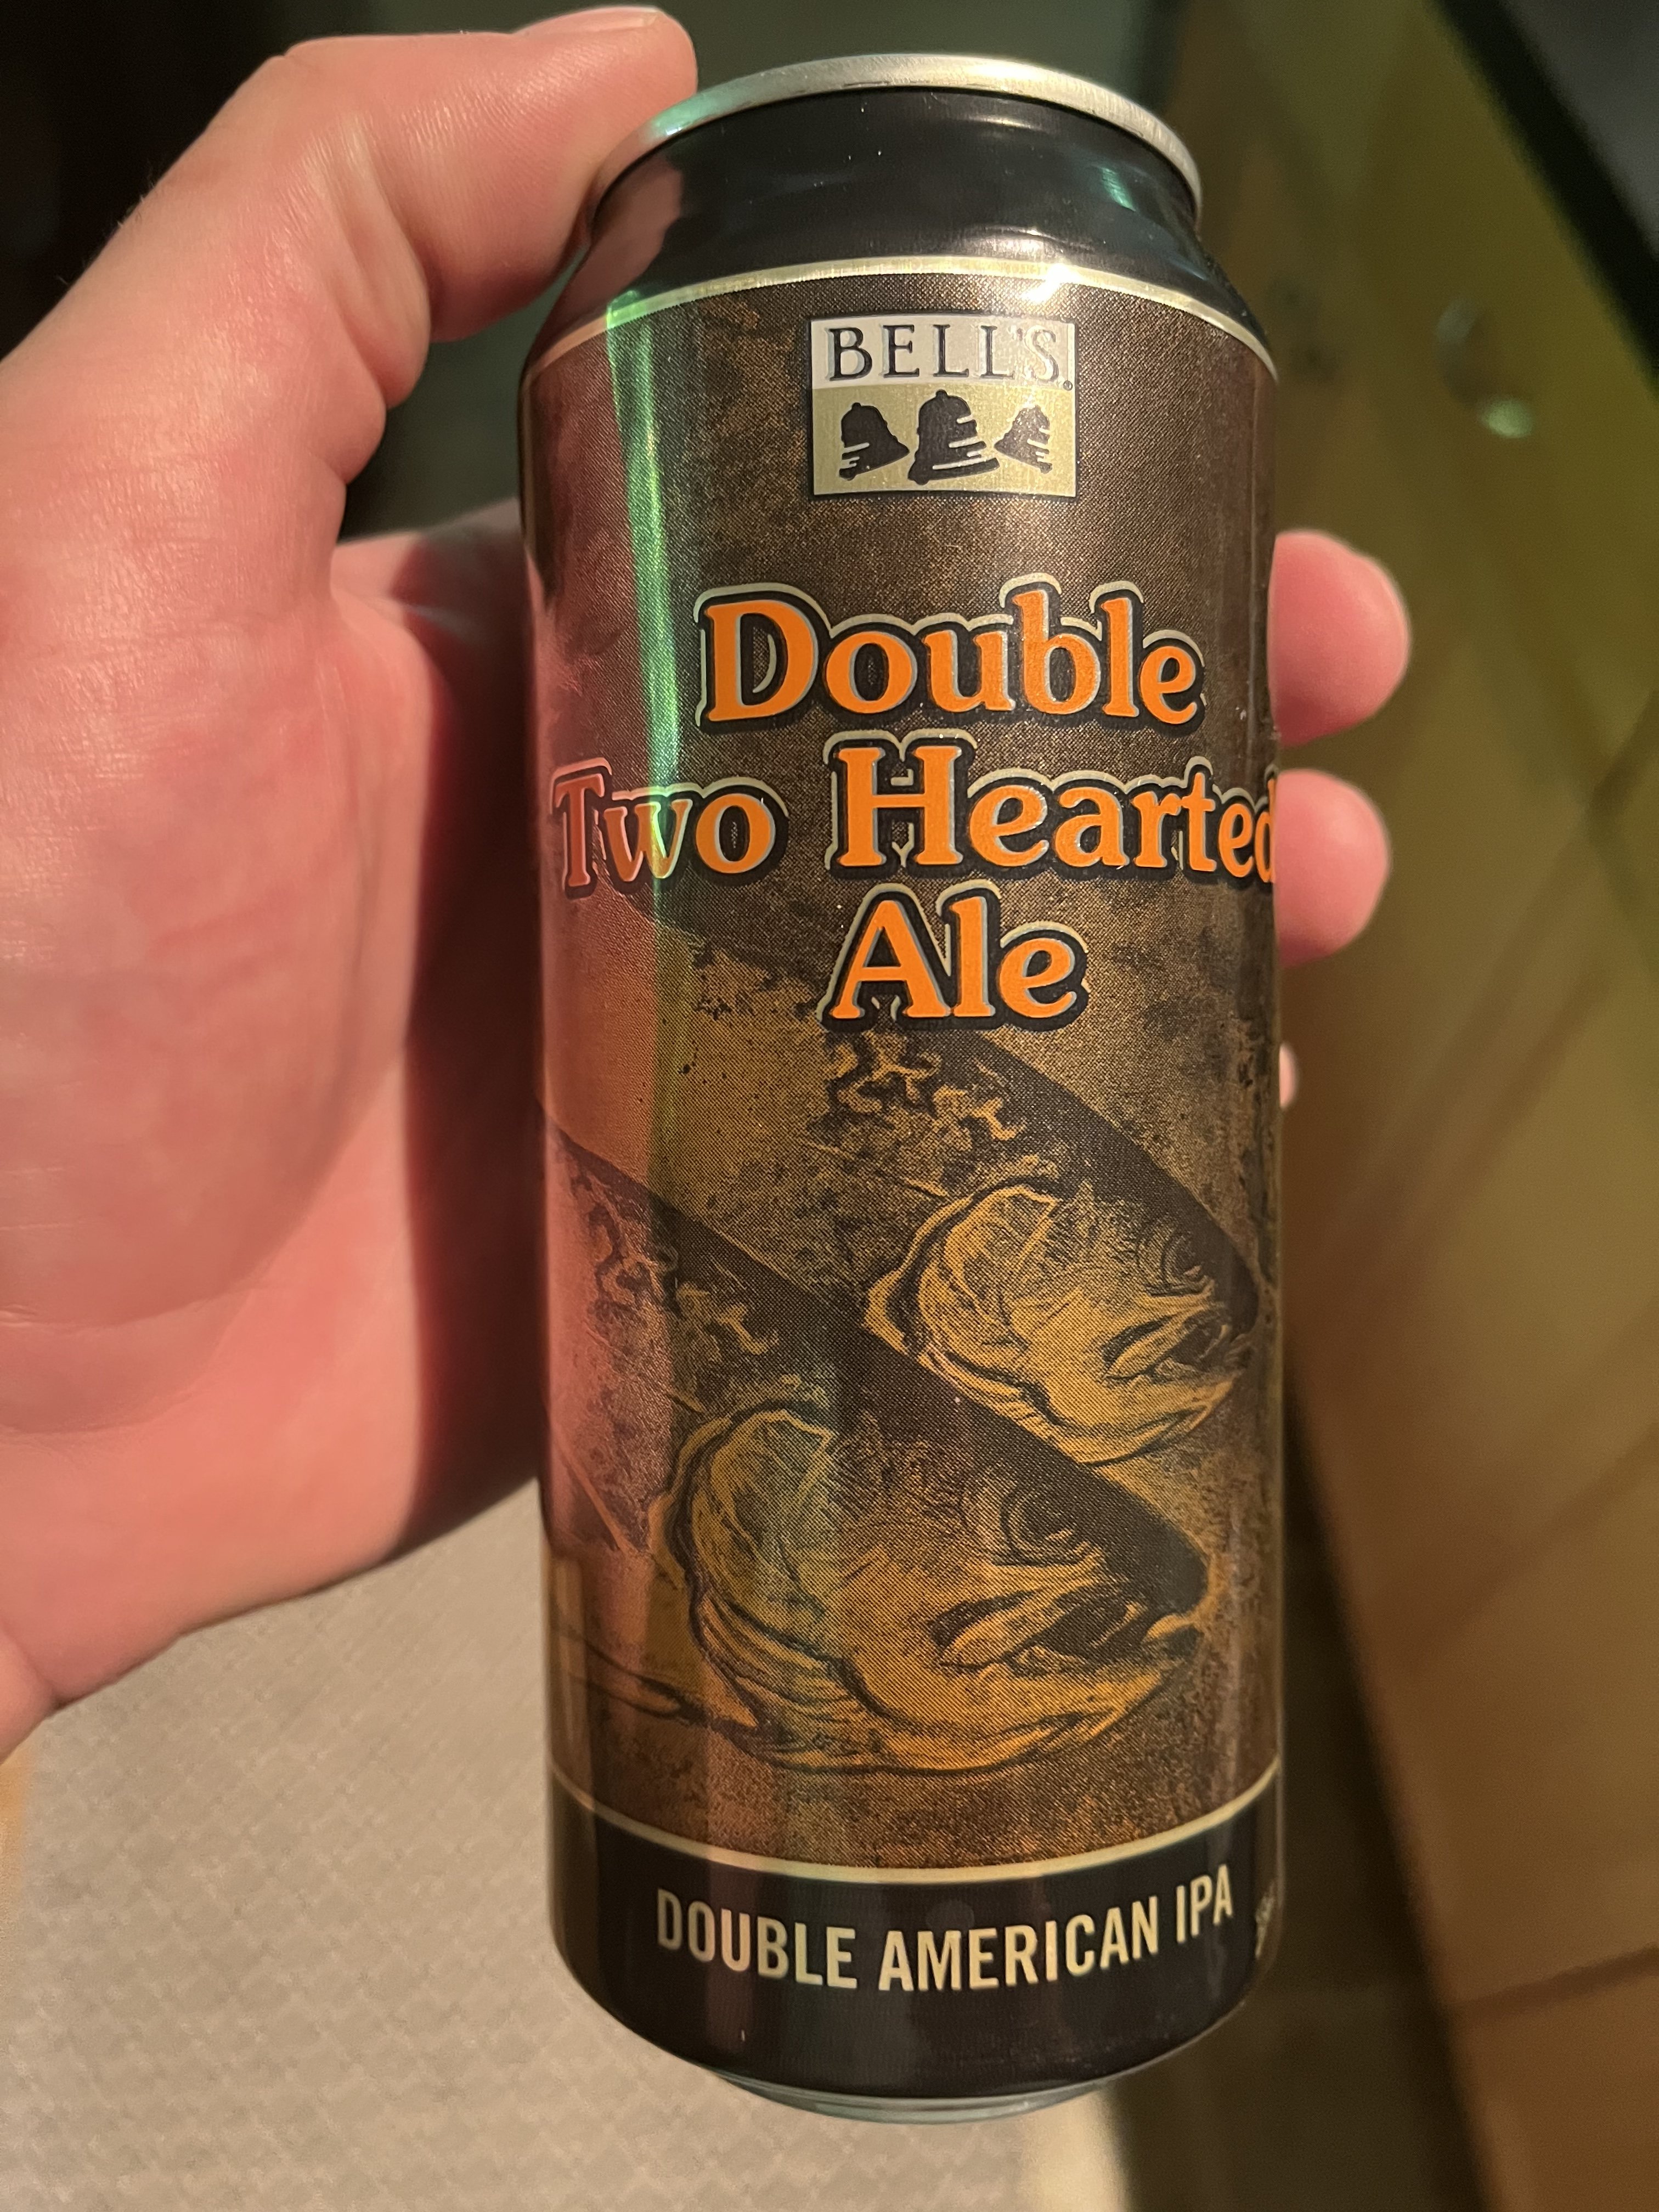 BELL'S
Double
Two Hearted
Ale
DOUBLE AMERICAN IPA